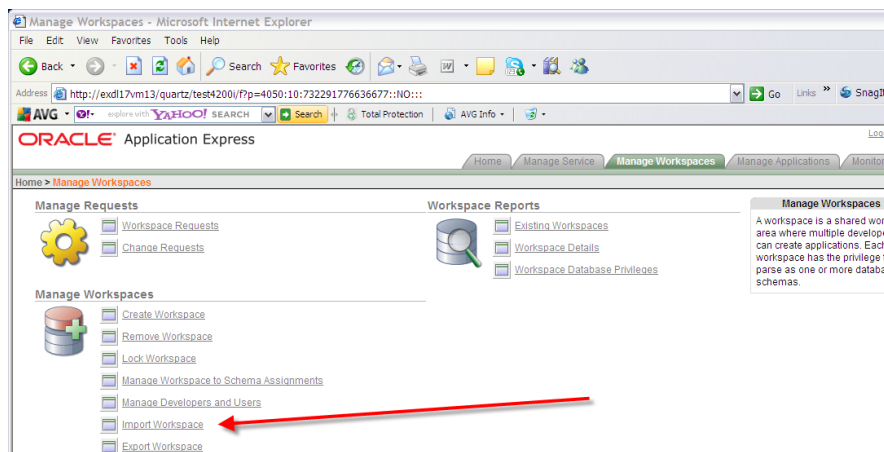 Manage Workspaces - Microsoft Internet Explorer
File Edit View Favorites Tools Help
Back Search Favorites
Address http://exdl17vm13/quartz/test4200i/f?p=4050:10:732291776636677::NO::: Go Links » SnagIt
AVG Y! explore with YAHOO! SEARCH Search Total Protection AVG Info
ORACLE Application Express
Home Manage Service Manage Workspaces Manage Applications Monitor
Home > Manage Workspaces
Manage Requests
Workspace Requests
Change Requests
Manage Workspaces
Create Workspace
Remove Workspace
Lock Workspace
Manage Workspace to Schema Assignments
Manage Developers and Users
Import Workspace
Export Workspace
Workspace Reports
Existing Workspaces
Workspace Details
Workspace Database Privileges
Manage Workspaces
A workspace is a shared wor
area where multiple develope
can create applications. Each
workspace has the privilege t
parse as one or more databa
schemas.